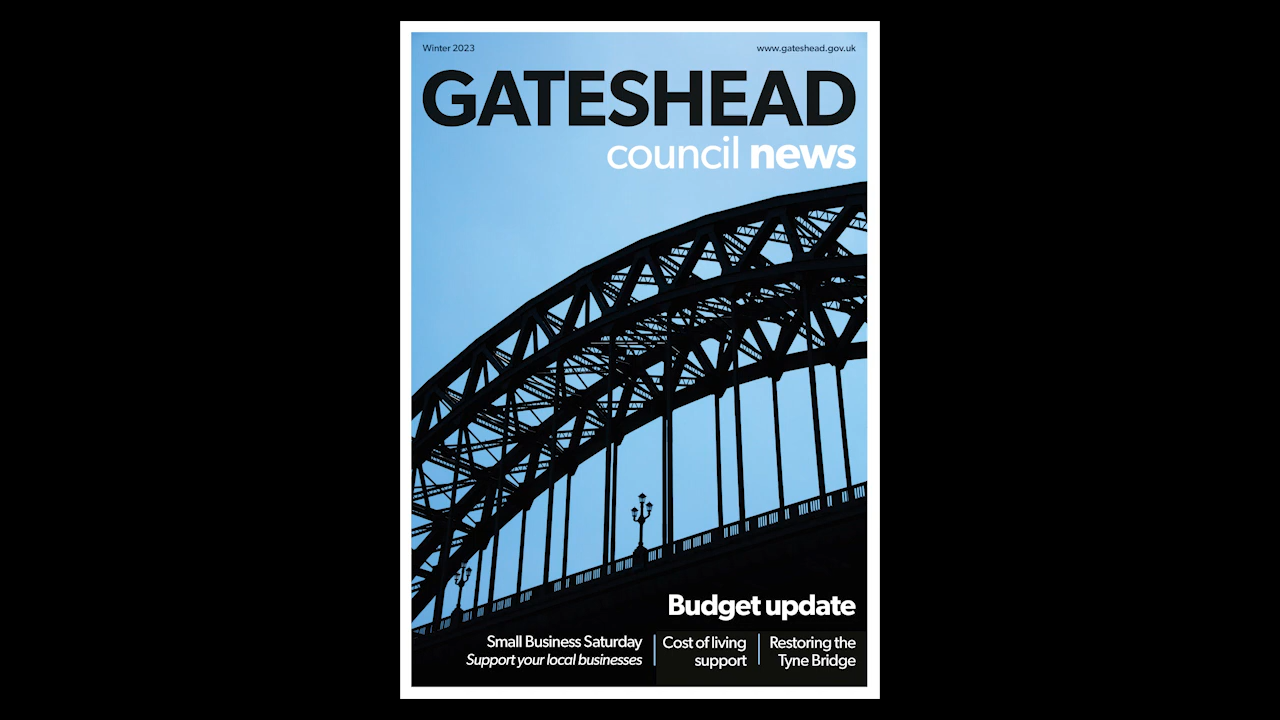 Winter 2023
www.gateshead.gov.uk
GATESHEAD
council news
Budget update
Small Business Saturday
Support your local businesses
Cost of living
support
Restoring the
Tyne Bridge